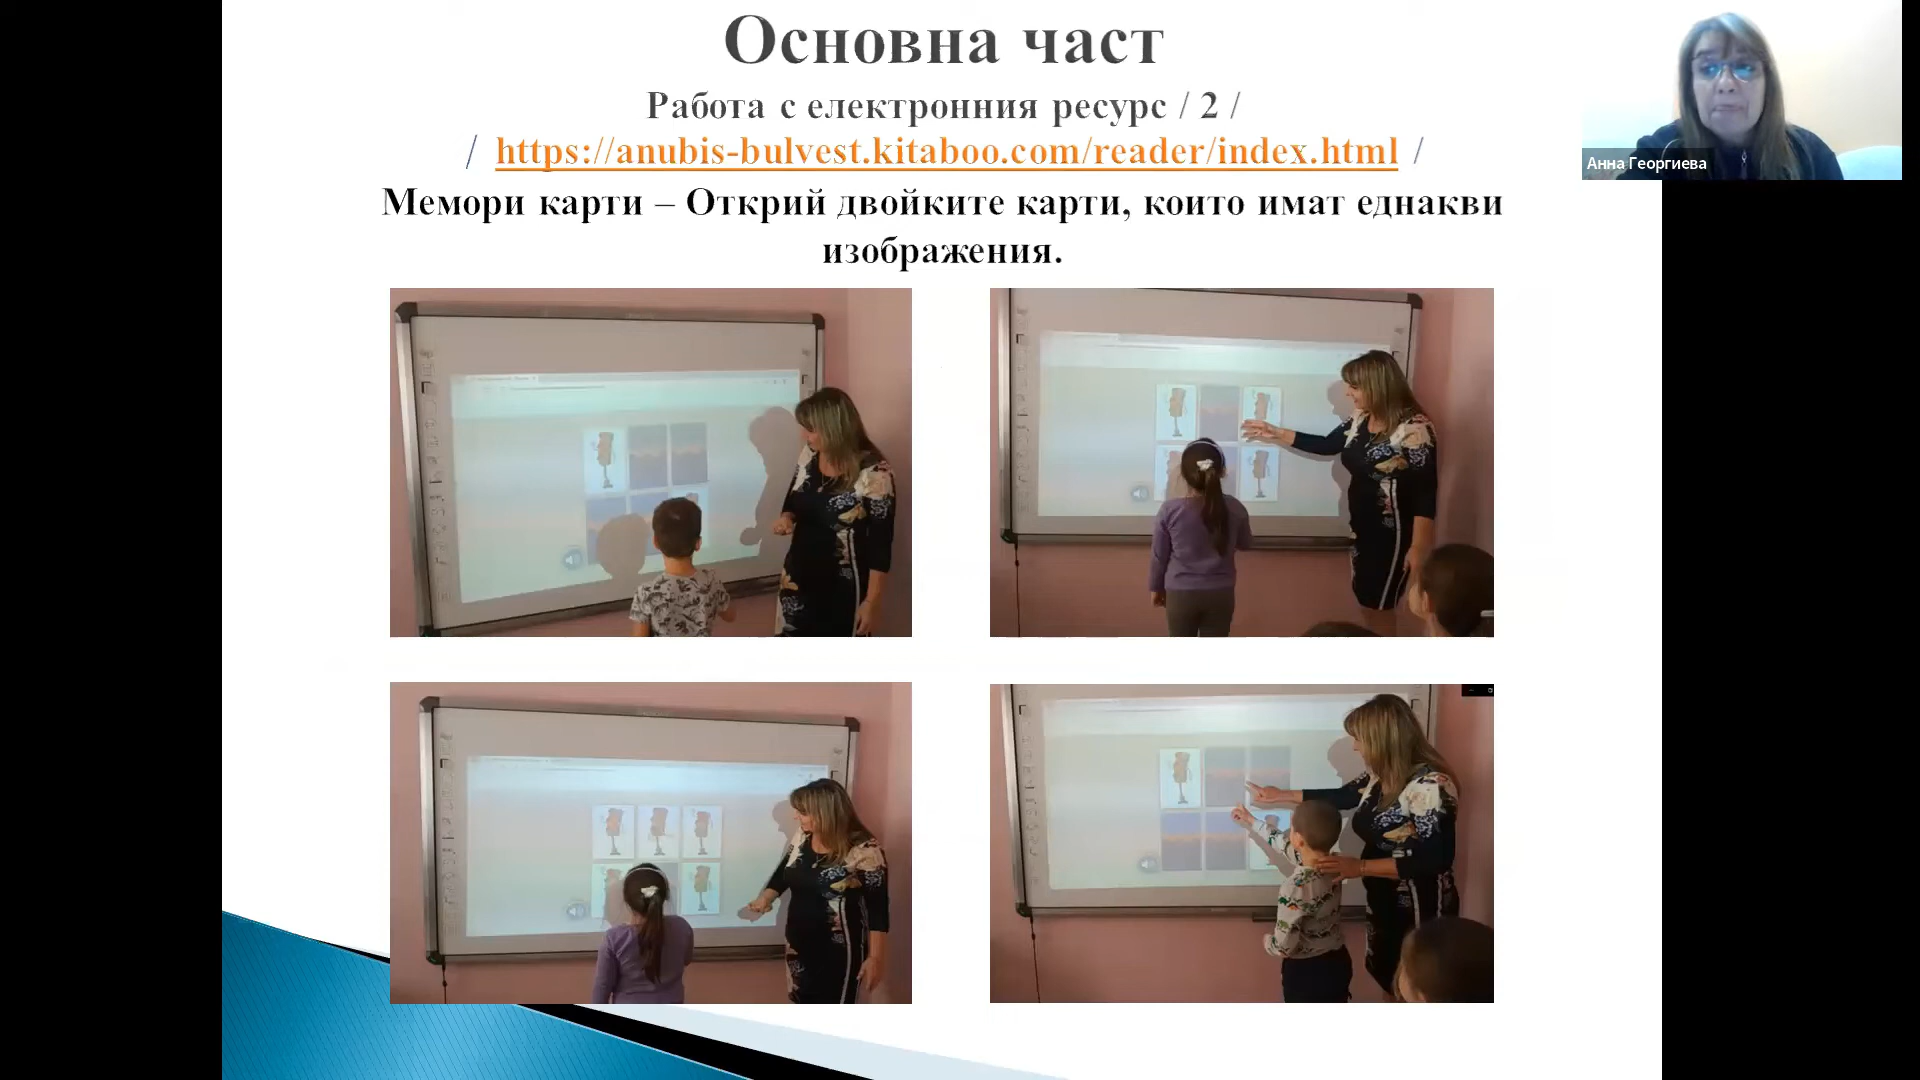 Основна част
Работа с електронния ресурс / 2 /
/ https://anubis-bulvest.kitaboo.com/reader/index.html /
Мемори карти – Открий двойките карти, които имат еднакви
изображения.
Анна Георгиева